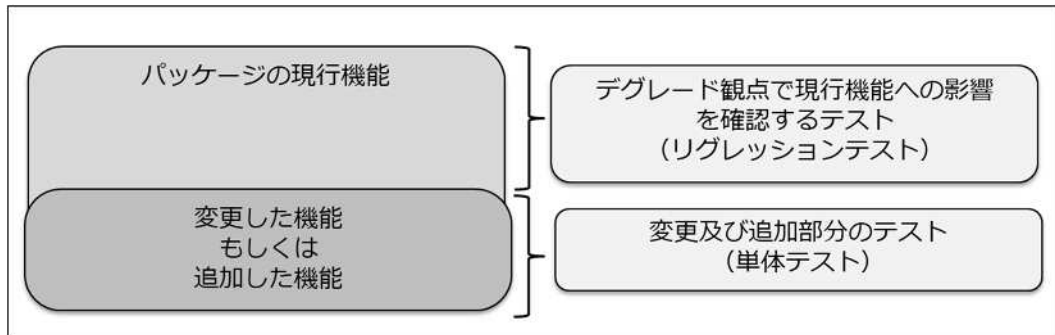 パッケージの現行機能
デグレード観点で現行機能への影響
を確認するテスト
（リグレッションテスト）
変更した機能
もしくは
追加した機能
変更及び追加部分のテスト
（単体テスト）